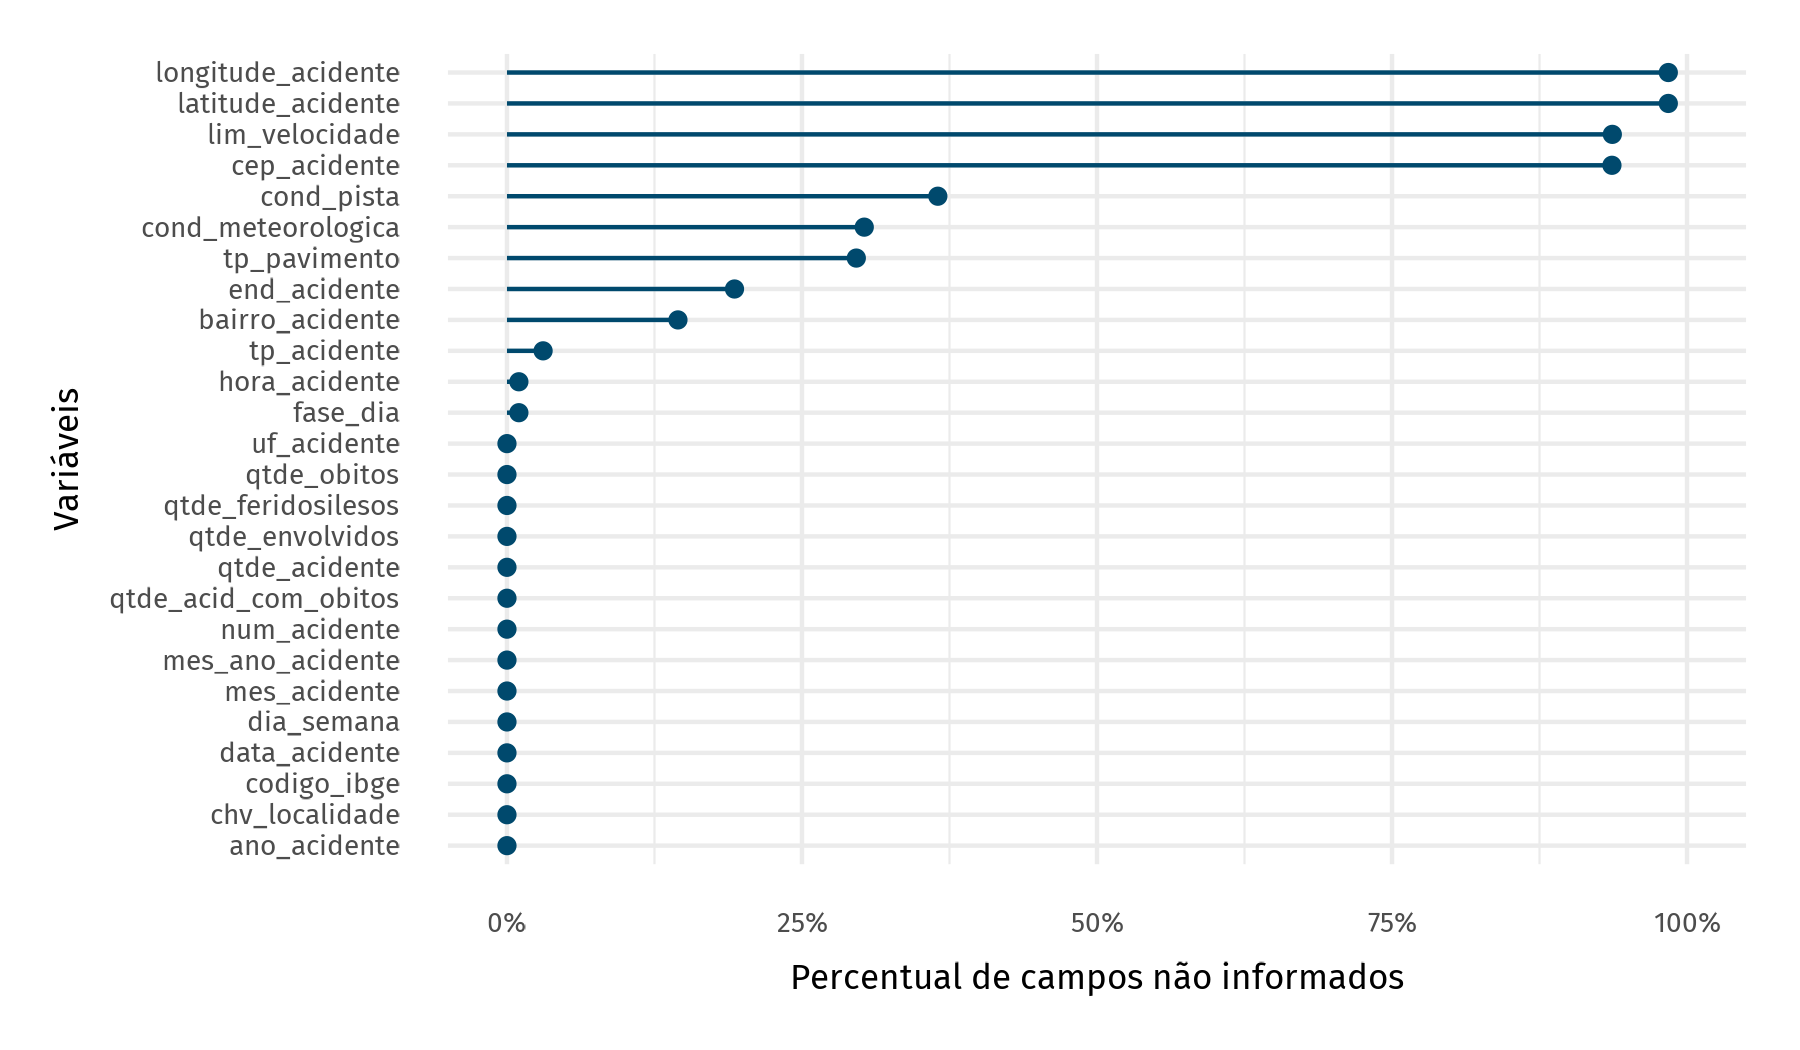 longitude_acidente
latitude_acidente
lim_velocidade
cep_acidente
cond_pista
cond_meteorologica
tp_pavimento
end_acidente
bairro_acidente
tp_acidente
hora_acidente
fase_dia
uf_acidente
qtde_obitos
qtde_feridosilesos
qtde_envolvidos
qtde_acidente
qtde_acid_com_obitos
num_acidente
mes_ano_acidente
mes_acidente
dia_semana
data_acidente
codigo_ibge
chv_localidade
ano_acidente
Variáveis
0% 25% 50% 75% 100%
Percentual de campos não informados